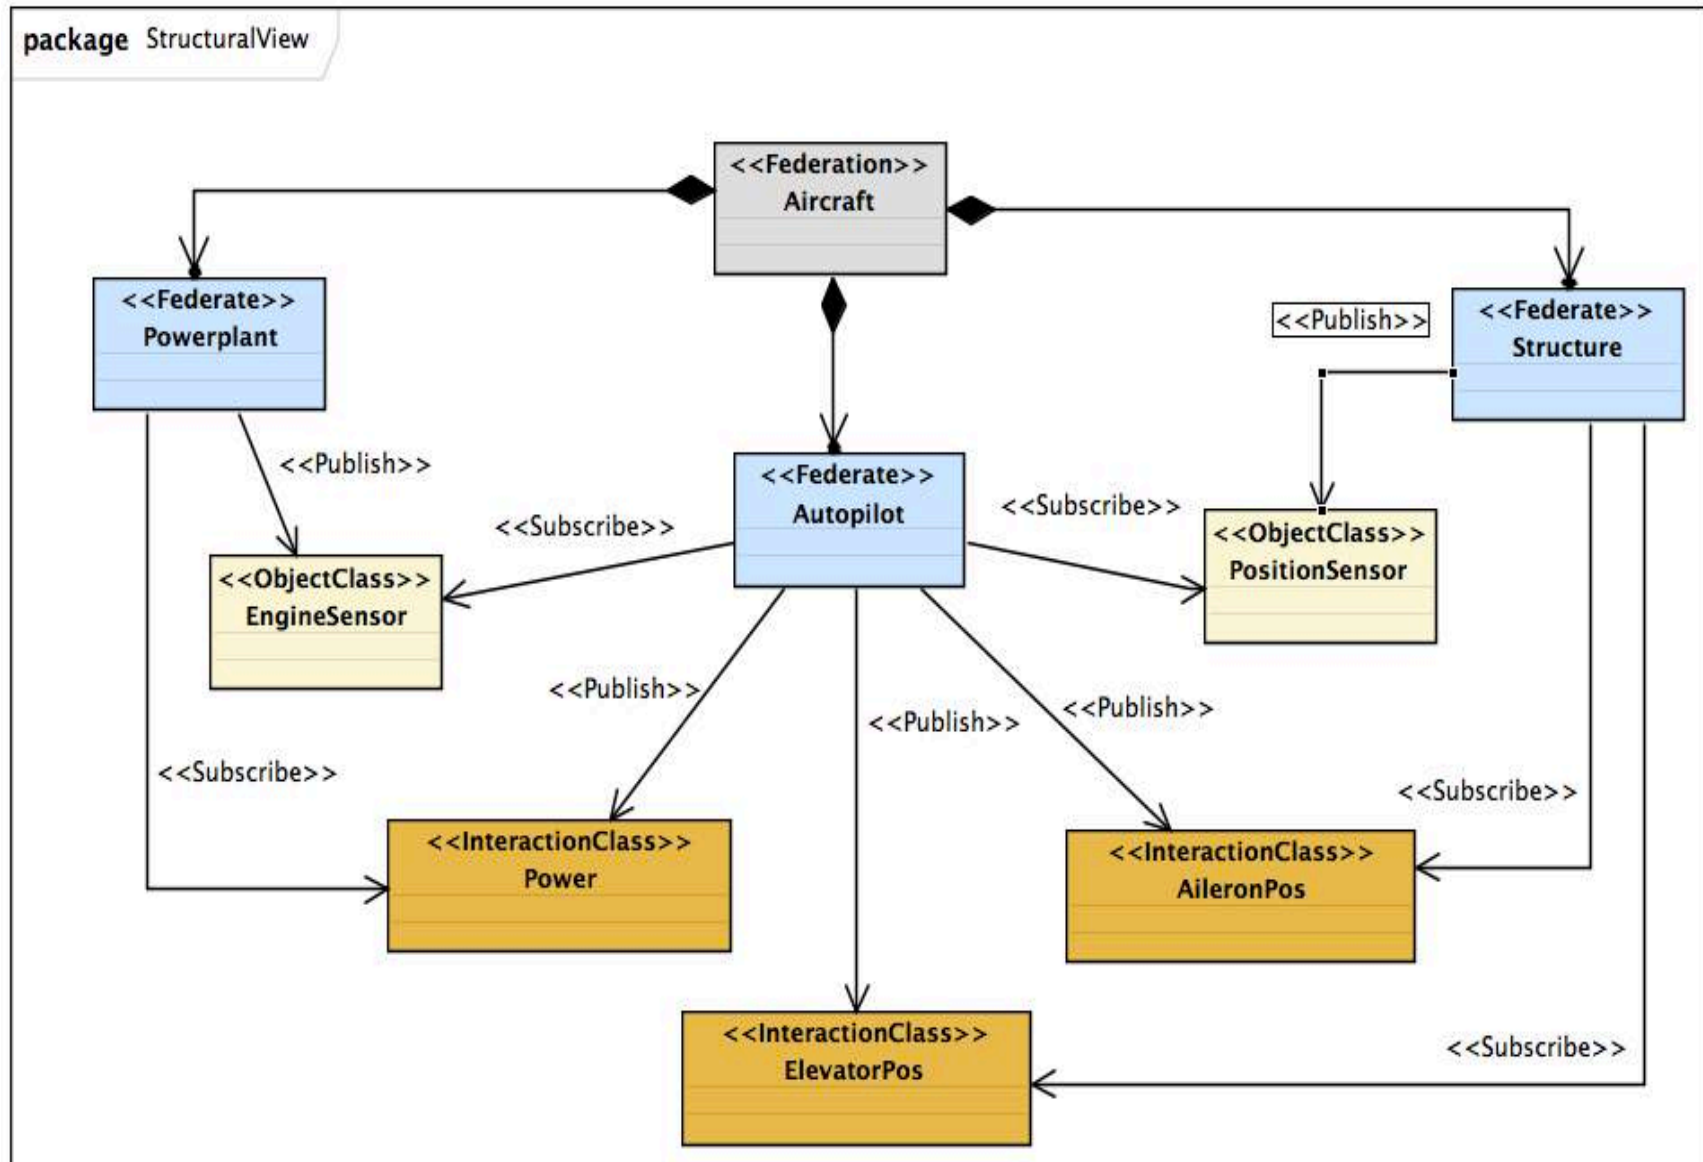 package StructuralView
<<Federation>>
Aircraft
<<Federate>>
Powerplant
<<Publish>>
<<Federate>>
Structure
<<Publish>>
<<Federate>>
Autopilot
<<Subscribe>>
<<Subscribe>>
<<ObjectClass>>
PositionSensor
<<ObjectClass>>
EngineSensor
<<Publish>>
<<Publish>>
<<Publish>>
<<Subscribe>>
<<Subscribe>>
<<InteractionClass>>
Power
<<InteractionClass>>
AileronPos
<<InteractionClass>>
ElevatorPos
<<Subscribe>>